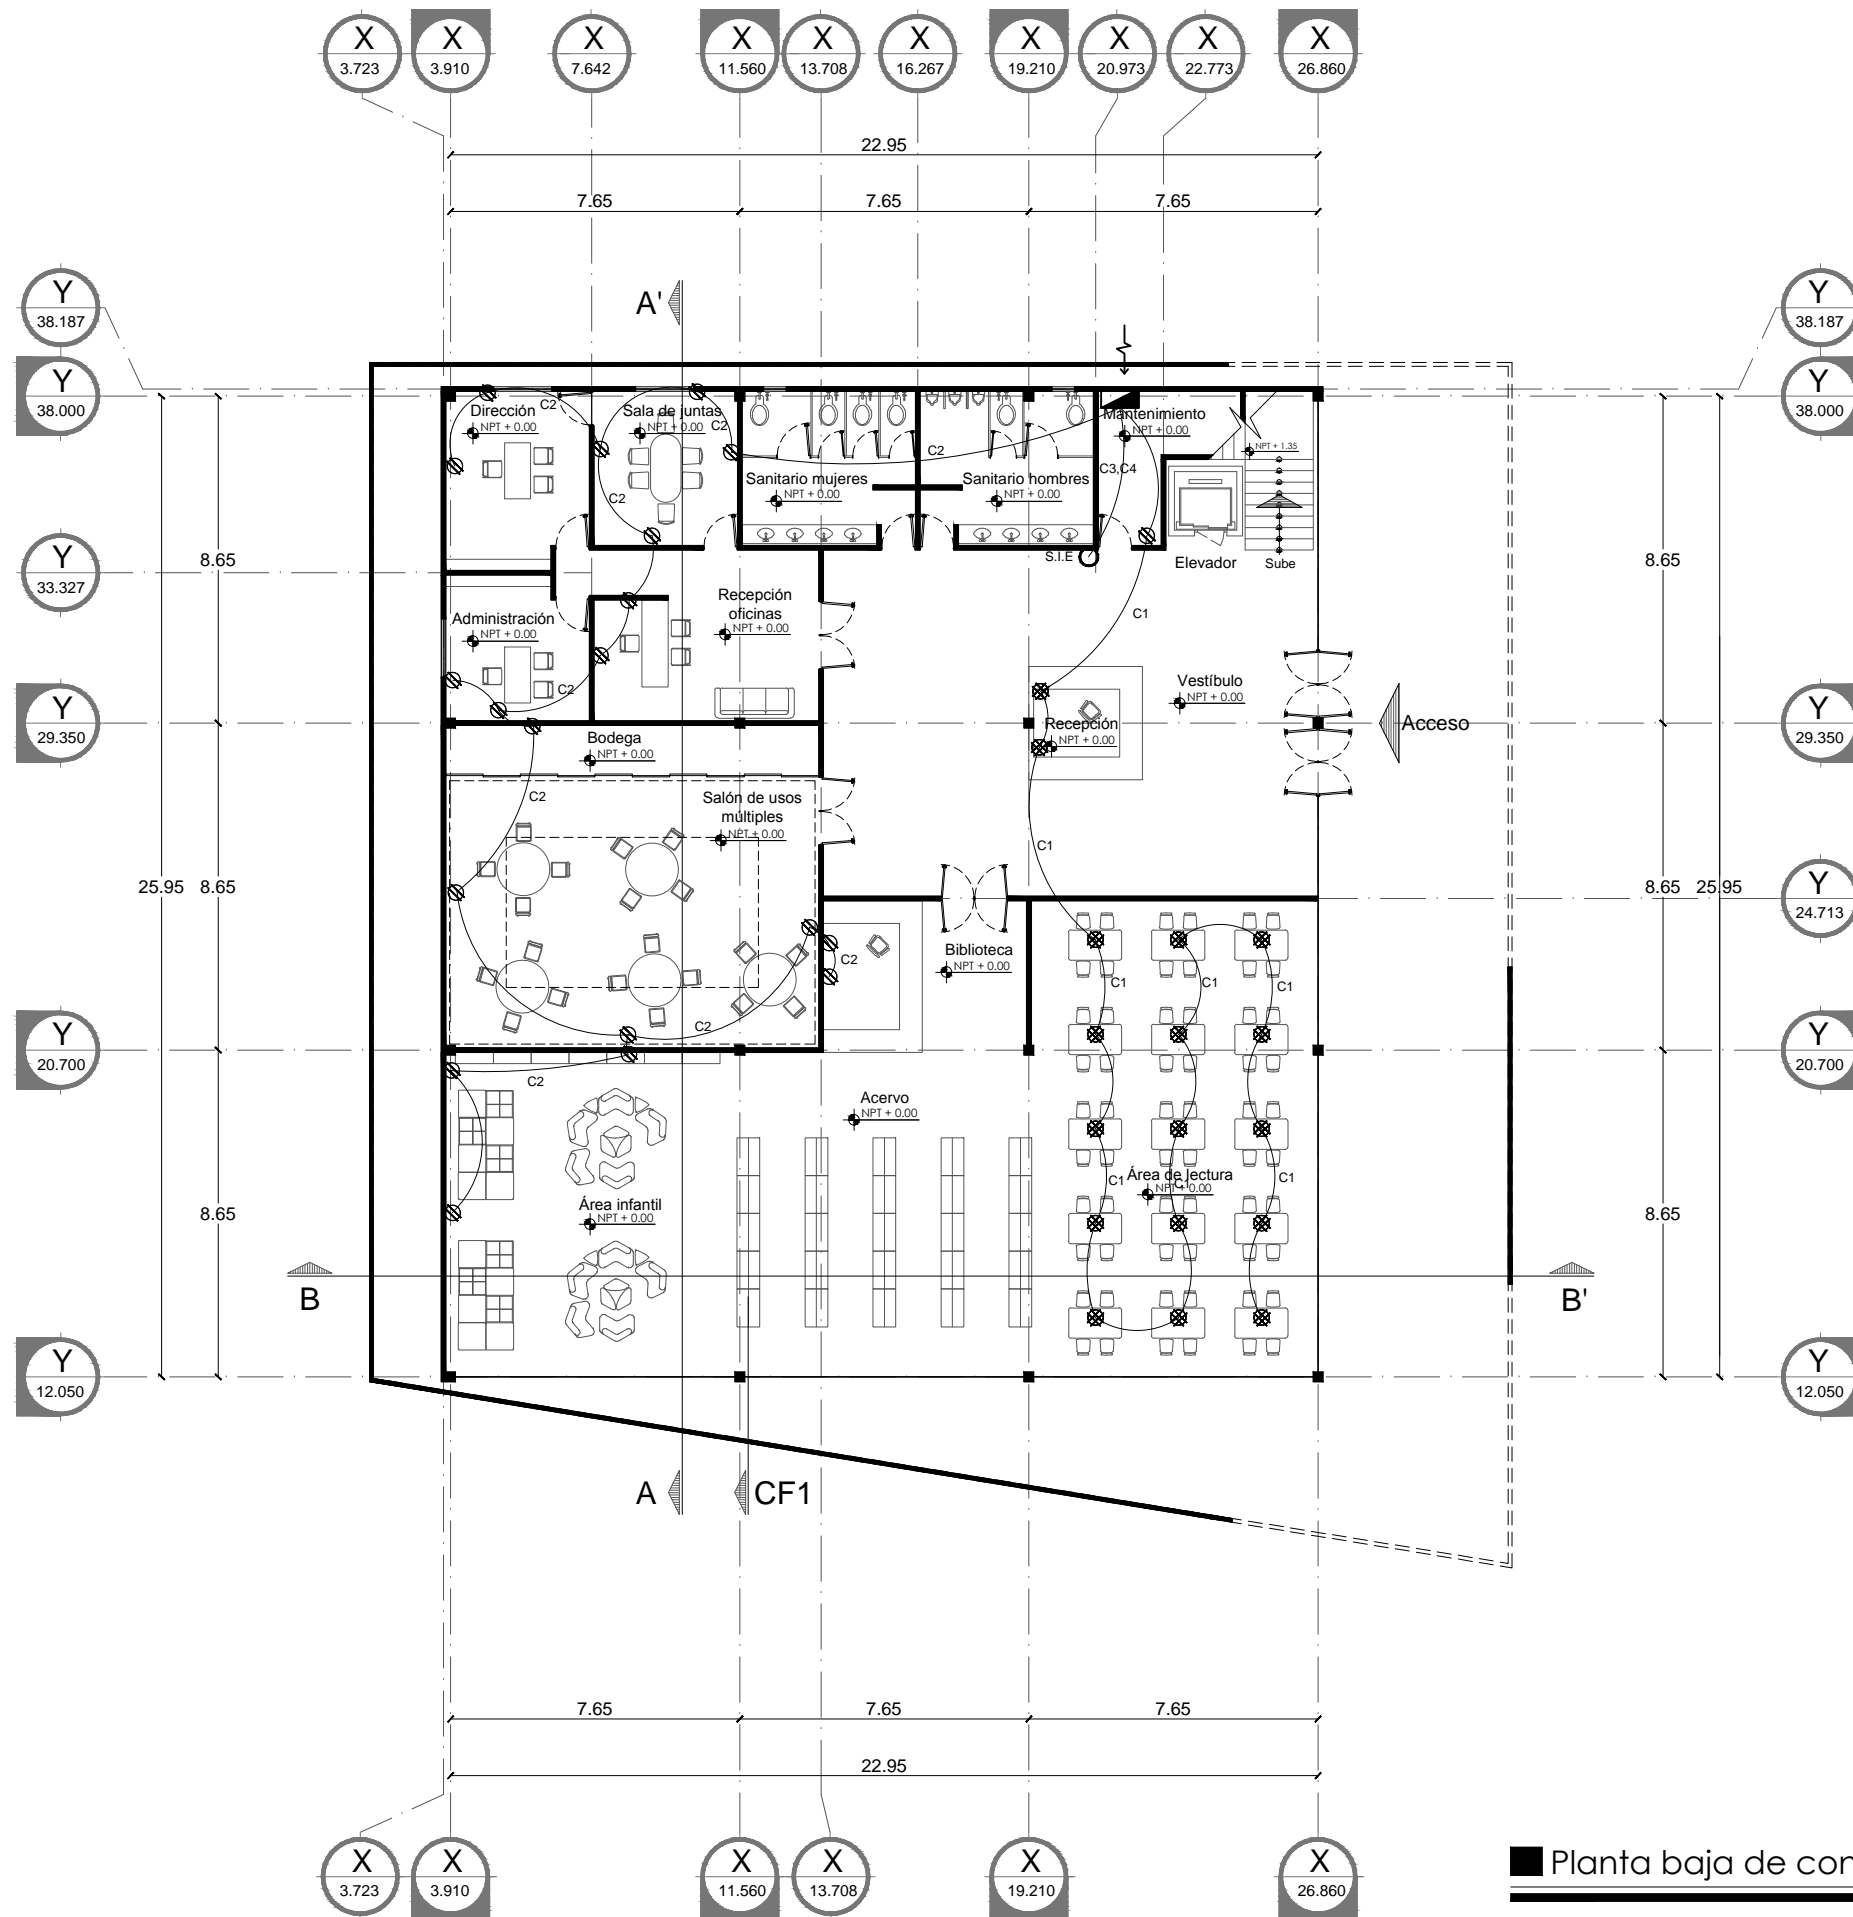 X X X X X X X X X X
3.723 3.910 7.642 11.560 13.708 16.267 19.210 20.973 22.773 26.860
22.95
7.65 7.65 7.65
Y
38.187
Y
38.187
A'
Y
38.000
Y
38.000
Dirección
NPT + 0.00
C2
Sala de juntas
NPT + 0.00
C2
Mantenimiento
NPT + 0.00
NPT + 1.35
C2
C3,C4
Sanitario mujeres
NPT + 0.00
Sanitario hombres
NPT + 0.00
C2
S.I.E
Elevador
Sube
8.65
8.65
Y
33.327
Recepción
oficinas
NPT + 0.00
Administración
NPT + 0.00
C1
C2
Vestíbulo
NPT + 0.00
Y
29.350
Recepción
NPT + 0.00
Acceso
Y
29.350
Bodega
NPT + 0.00
C2
Salón de usos
múltiples
NPT + 0.00
C1
25.95 8.65
8.65 25.95
Y
24.713
Biblioteca
NPT + 0.00
C2
C1 C1 C1
C2
Y
20.700
Y
20.700
C2
Acervo
NPT + 0.00
Área de lectura
NPT + 0.00
C1 C1 C1
Área infantil
NPT + 0.00
8.65
8.65
B
B'
Y
12.050
Y
12.050
A
CF1
7.65 7.65 7.65
22.95
X X X X X X
3.723 3.910 11.560 13.708 19.210 26.860
Planta baja de con